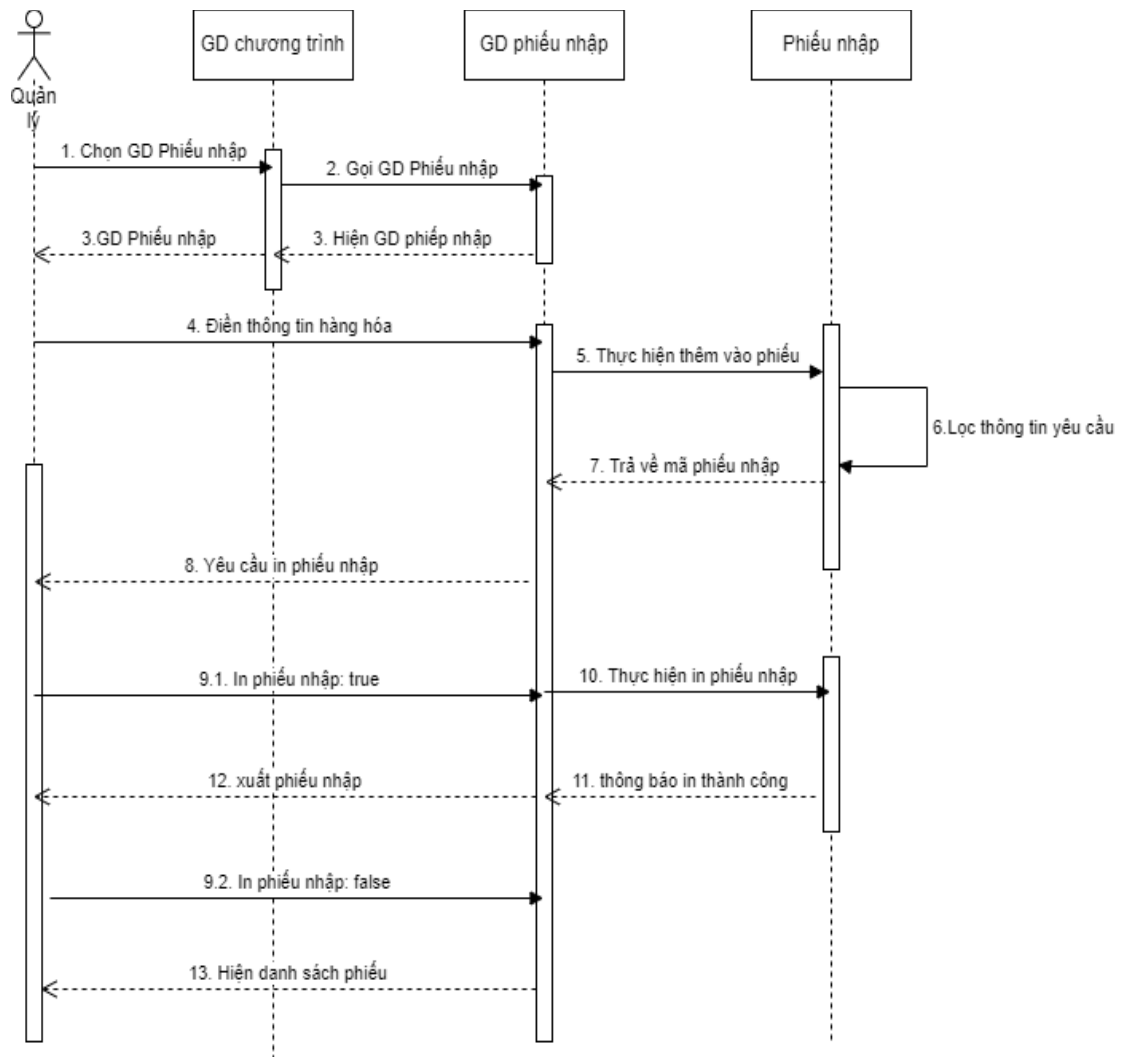 GD chương trình
GD phiếu nhập
Phiếu nhập
Quản
lý
1. Chọn GD Phiếu nhập
2. Gọi GD Phiếu nhập
3.GD Phiếu nhập
3. Hiện GD phiếp nhập
4. Điền thông tin hàng hóa
5. Thực hiện thêm vào phiếu
6.Lọc thông tin yêu cầu
7. Trả về mã phiếu nhập
8. Yêu cầu in phiếu nhập
9.1. In phiếu nhập: true
10. Thực hiện in phiếu nhập
12. xuất phiếu nhập
11. thông báo in thành công
9.2. In phiếu nhập: false
13. Hiện danh sách phiếu